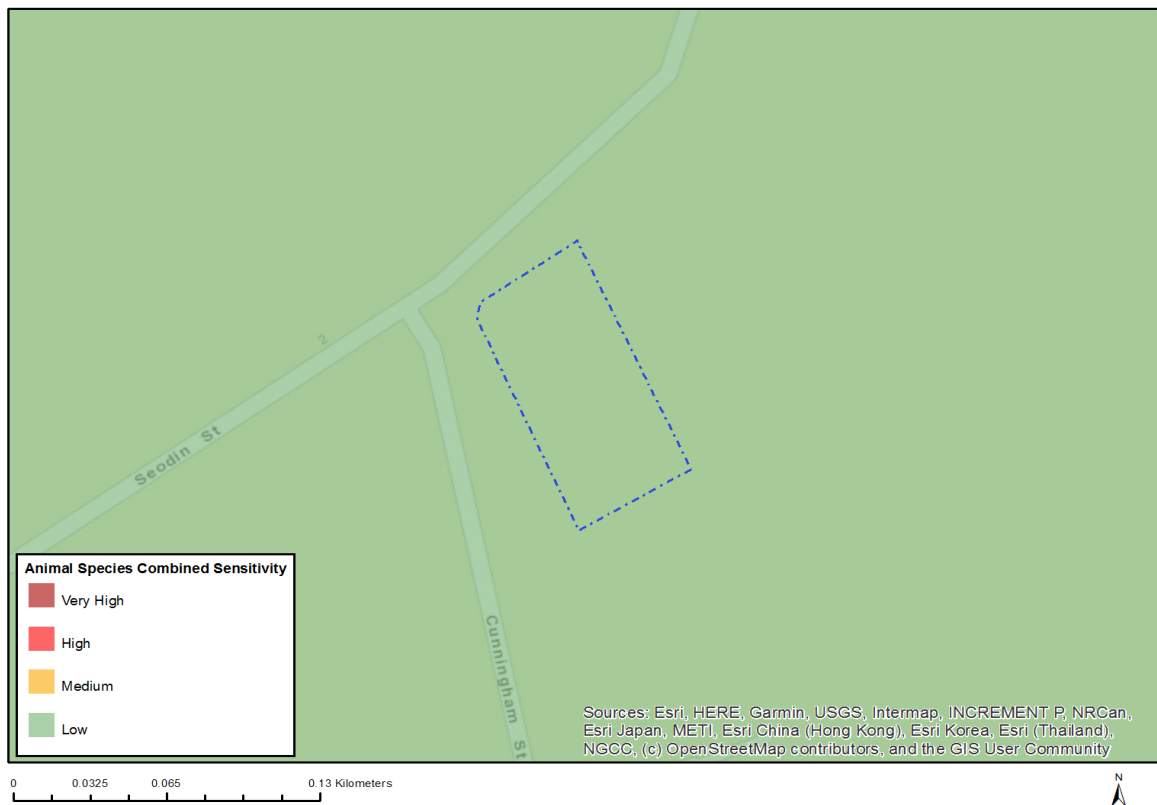 2
Seodin St
Cunningham St
Animal Species Combined Sensitivity
Very High
High
Medium
Low
Sources: Esri, HERE, Garmin, USGS, Intermap, INCREMENT P, NRCan,
Esri Japan, METI, Esri China (Hong Kong), Esri Korea, Esri (Thailand),
NGCC, (c) OpenStreetMap contributors, and the GIS User Community
0 0.0325 0.065 0.13 Kilometers
N